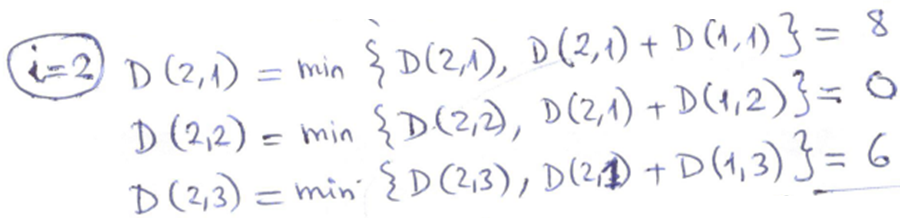 i=2 D(2,1) = min {D(2,1), D(2,1) + D(1,1)} = 8
D(2,2) = min {D(2,2), D(2,1) + D(1,2)} = 0
D(2,3) = min {D(2,3), D(2,1) + D(1,3)} = 6